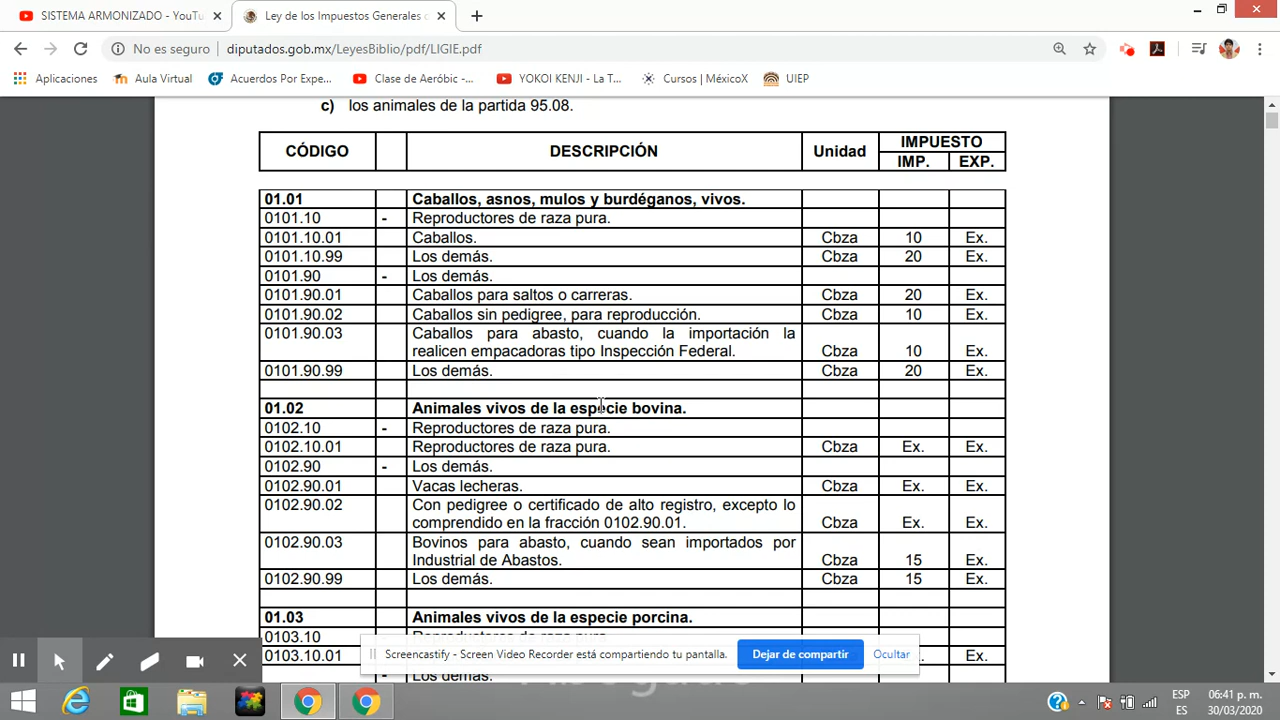 SISTEMA ARMONIZADO - YouTu
Ley de los Impuestos Generales
No es seguro
deputados.gob.mx/LeyesBiblio/pdf/LIGIE.pdf
Aplicaciones
Aula Virtual
Acuerdos Por Expe...
Clase de Aeróbic -...
YOKOI KENJI - La T...
Cursos | MéxicoX
UIEP
c) los animales de la partida 95.08.
CÓDIGO DESCRIPCIÓN Unidad IMPUESTO
IMP. EXP.
01.01 Caballos, asnos, mulos y burdéganos, vivos.
0101.10 - Reproductores de raza pura.
0101.10.01 Caballos. Cbza 10 Ex.
0101.10.99 Los demás. Cbza 20 Ex.
0101.90 - Los demás.
0101.90.01 Caballos para saltos o carreras. Cbza 20 Ex.
0101.90.02 Caballos sin pedigree, para reproducción. Cbza 10 Ex.
0101.90.03 Caballos para abasto, cuando la importación la
realicen empacadoras tipo Inspección Federal. Cbza 10 Ex.
0101.90.99 Los demás. Cbza 20 Ex.
01.02 Animales vivos de la especie bovina.
0102.10 - Reproductores de raza pura.
0102.10.01 Reproductores de raza pura. Cbza Ex. Ex.
0102.90 - Los demás.
0102.90.01 Vacas lecheras. Cbza Ex. Ex.
0102.90.02 Con pedigree o certificado de alto registro, excepto lo
comprendido en la fracción 0102.90.01. Cbza Ex. Ex.
0102.90.03 Bovinos para abasto, cuando sean importados por
Industrial de Abastos. Cbza 15 Ex.
0102.90.99 Los demás. Cbza 15 Ex.
01.03 Animales vivos de la especie porcina.
0103.10
0103.10.01
- Los demás.
Screencastify - Screen Video Recorder está compartiendo tu pantalla.
Dejar de compartir
Ocultar
ESP
ES
06:41 p. m.
30/03/2020